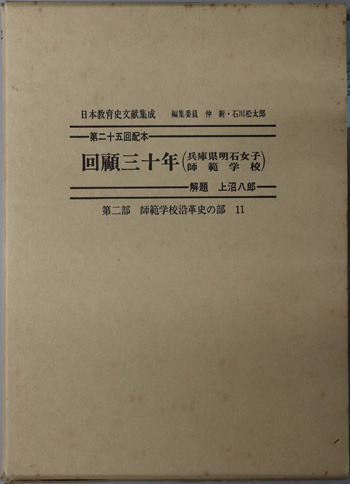 日本教育史文献集成 編集委員 仲 新・石川松太郎
第二十五回配本
回顧三十年(兵庫県明石女子師範学校)
解題 上沼八郎
第二部 師範学校沿革史の部 11